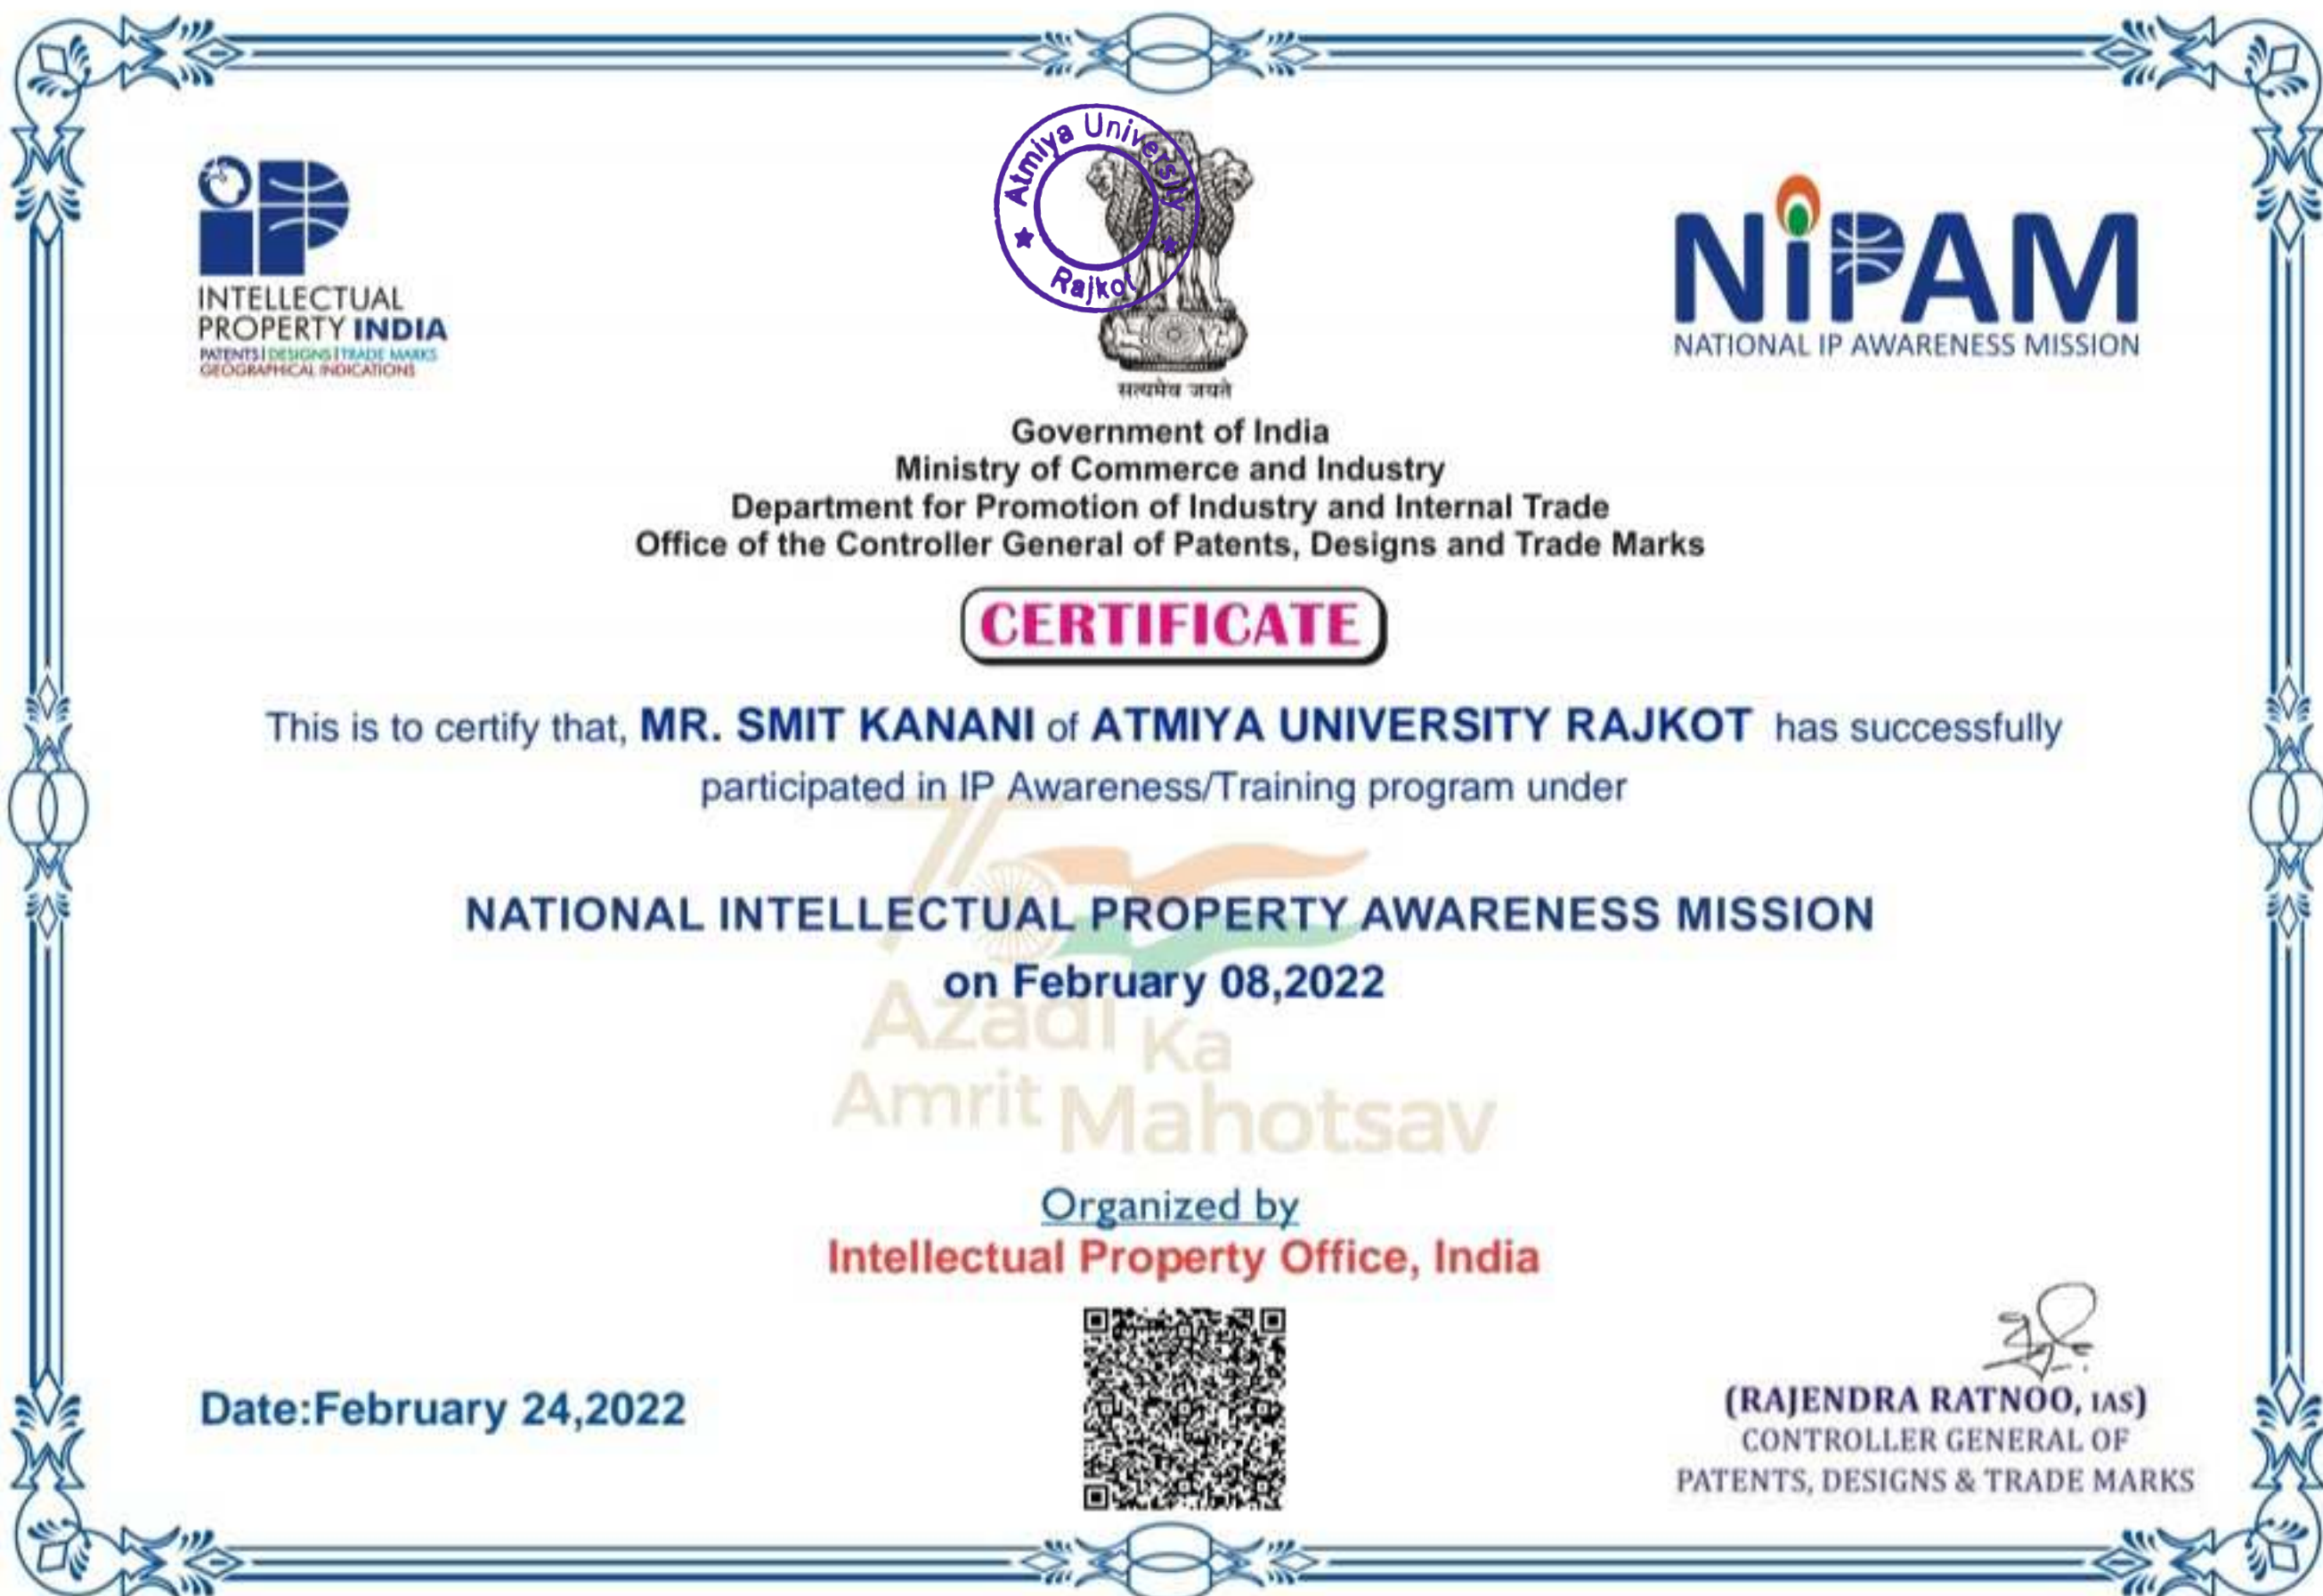 INTELLECTUAL
PROPERTY INDIA
PATENTS | DESIGNS | TRADE MARKS
GEOGRAPHICAL INDICATIONS
Atmiya University
Rajkot
सत्यमेव जयते
NiPAM
NATIONAL IP AWARENESS MISSION
Government of India
Ministry of Commerce and Industry
Department for Promotion of Industry and Internal Trade
Office of the Controller General of Patents, Designs and Trade Marks
CERTIFICATE
This is to certify that, MR. SMIT KANANI of ATMIYA UNIVERSITY RAJKOT has successfully
participated in IP Awareness/Training program under
NATIONAL INTELLECTUAL PROPERTY AWARENESS MISSION
on February 08,2022
75
Azadi Ka
Amrit Mahotsav
Organized by
Intellectual Property Office, India
Date:February 24,2022
(RAJENDRA RATNOO, IAS)
CONTROLLER GENERAL OF
PATENTS, DESIGNS & TRADE MARKS